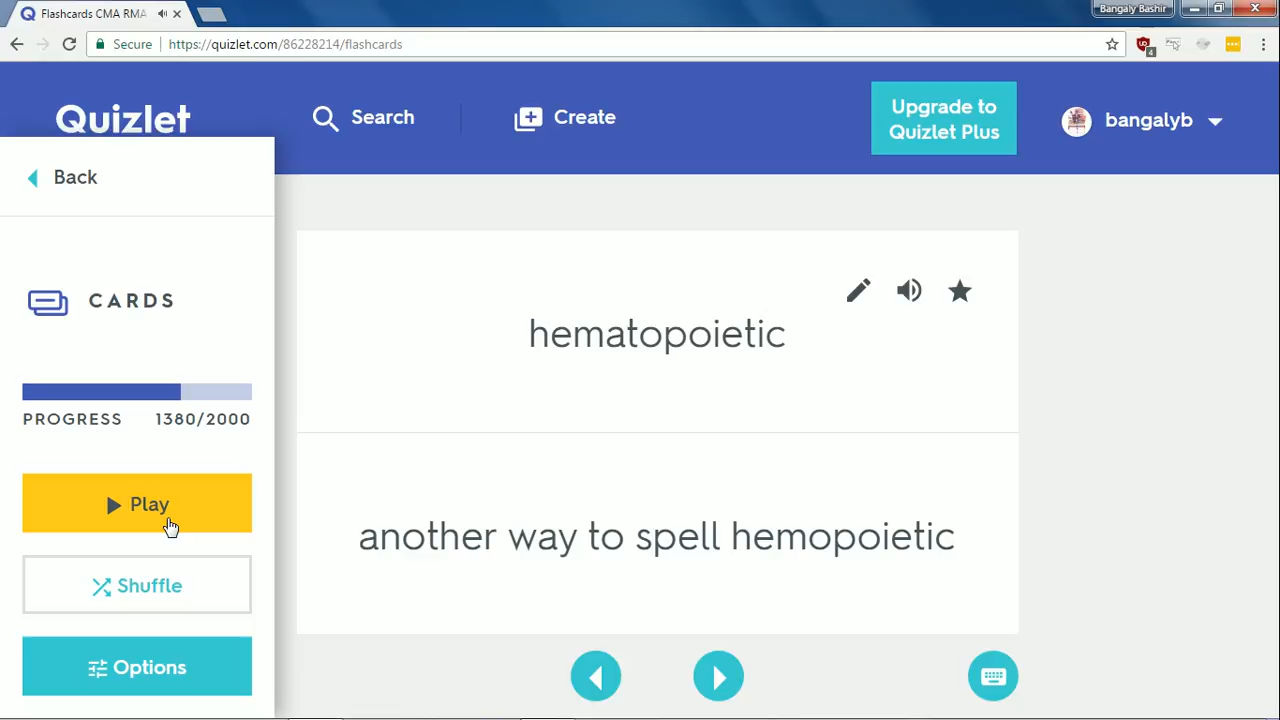 Flashcards CMA RMA
Bangaly Bashir
Secure
https://quizlet.com/86228214/flashcards
4
Quizlet
Search
Create
Upgrade to
Quizlet Plus
bangalyb
Back
CARDS
PROGRESS 1380/2000
Play
Shuffle
Options
hematopoietic
another way to spell hemopoietic